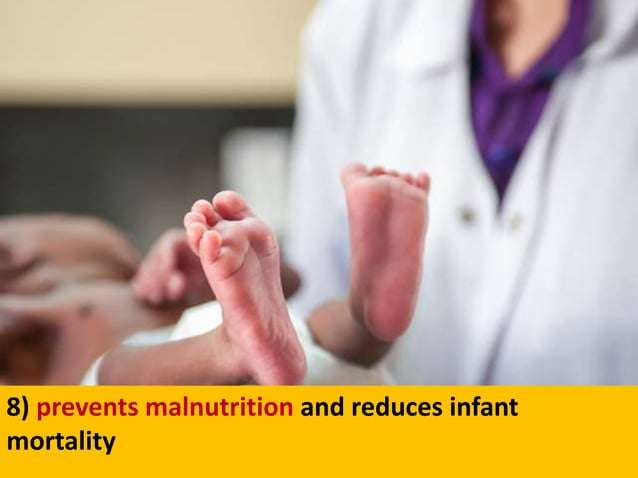 8) prevents malnutrition and reduces infant
mortality